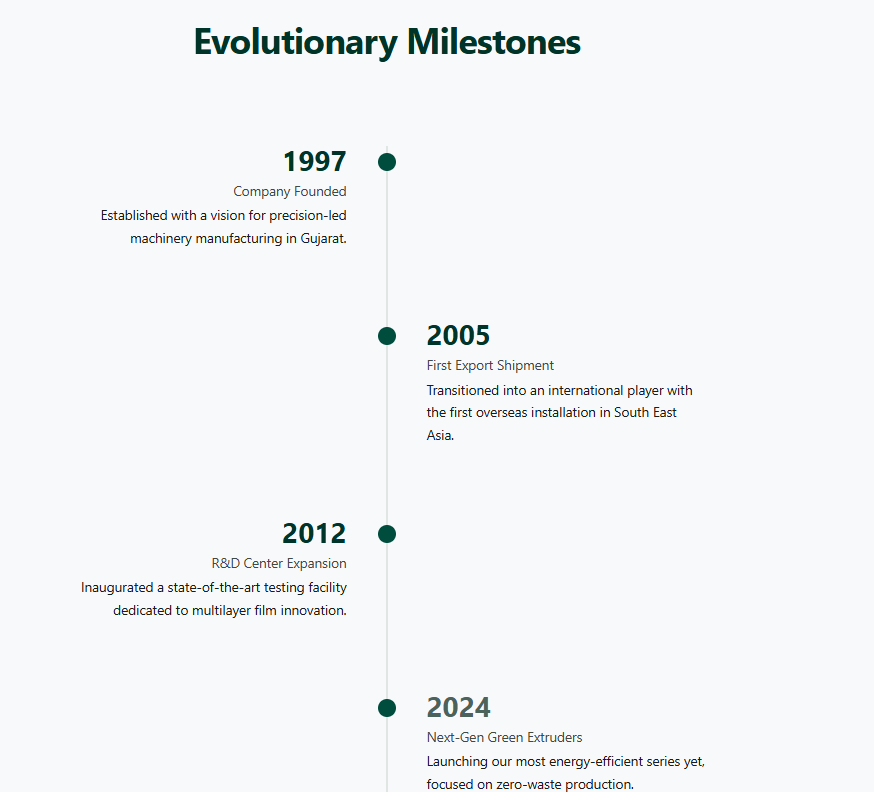 Evolutionary Milestones
1997
Company Founded
Established with a vision for precision-led
machinery manufacturing in Gujarat.
2005
First Export Shipment
Transitioned into an international player with
the first overseas installation in South East
Asia.
2012
R&D Center Expansion
Inaugurated a state-of-the-art testing facility
dedicated to multilayer film innovation.
2024
Next-Gen Green Extruders
Launching our most energy-efficient series yet,
focused on zero-waste production.